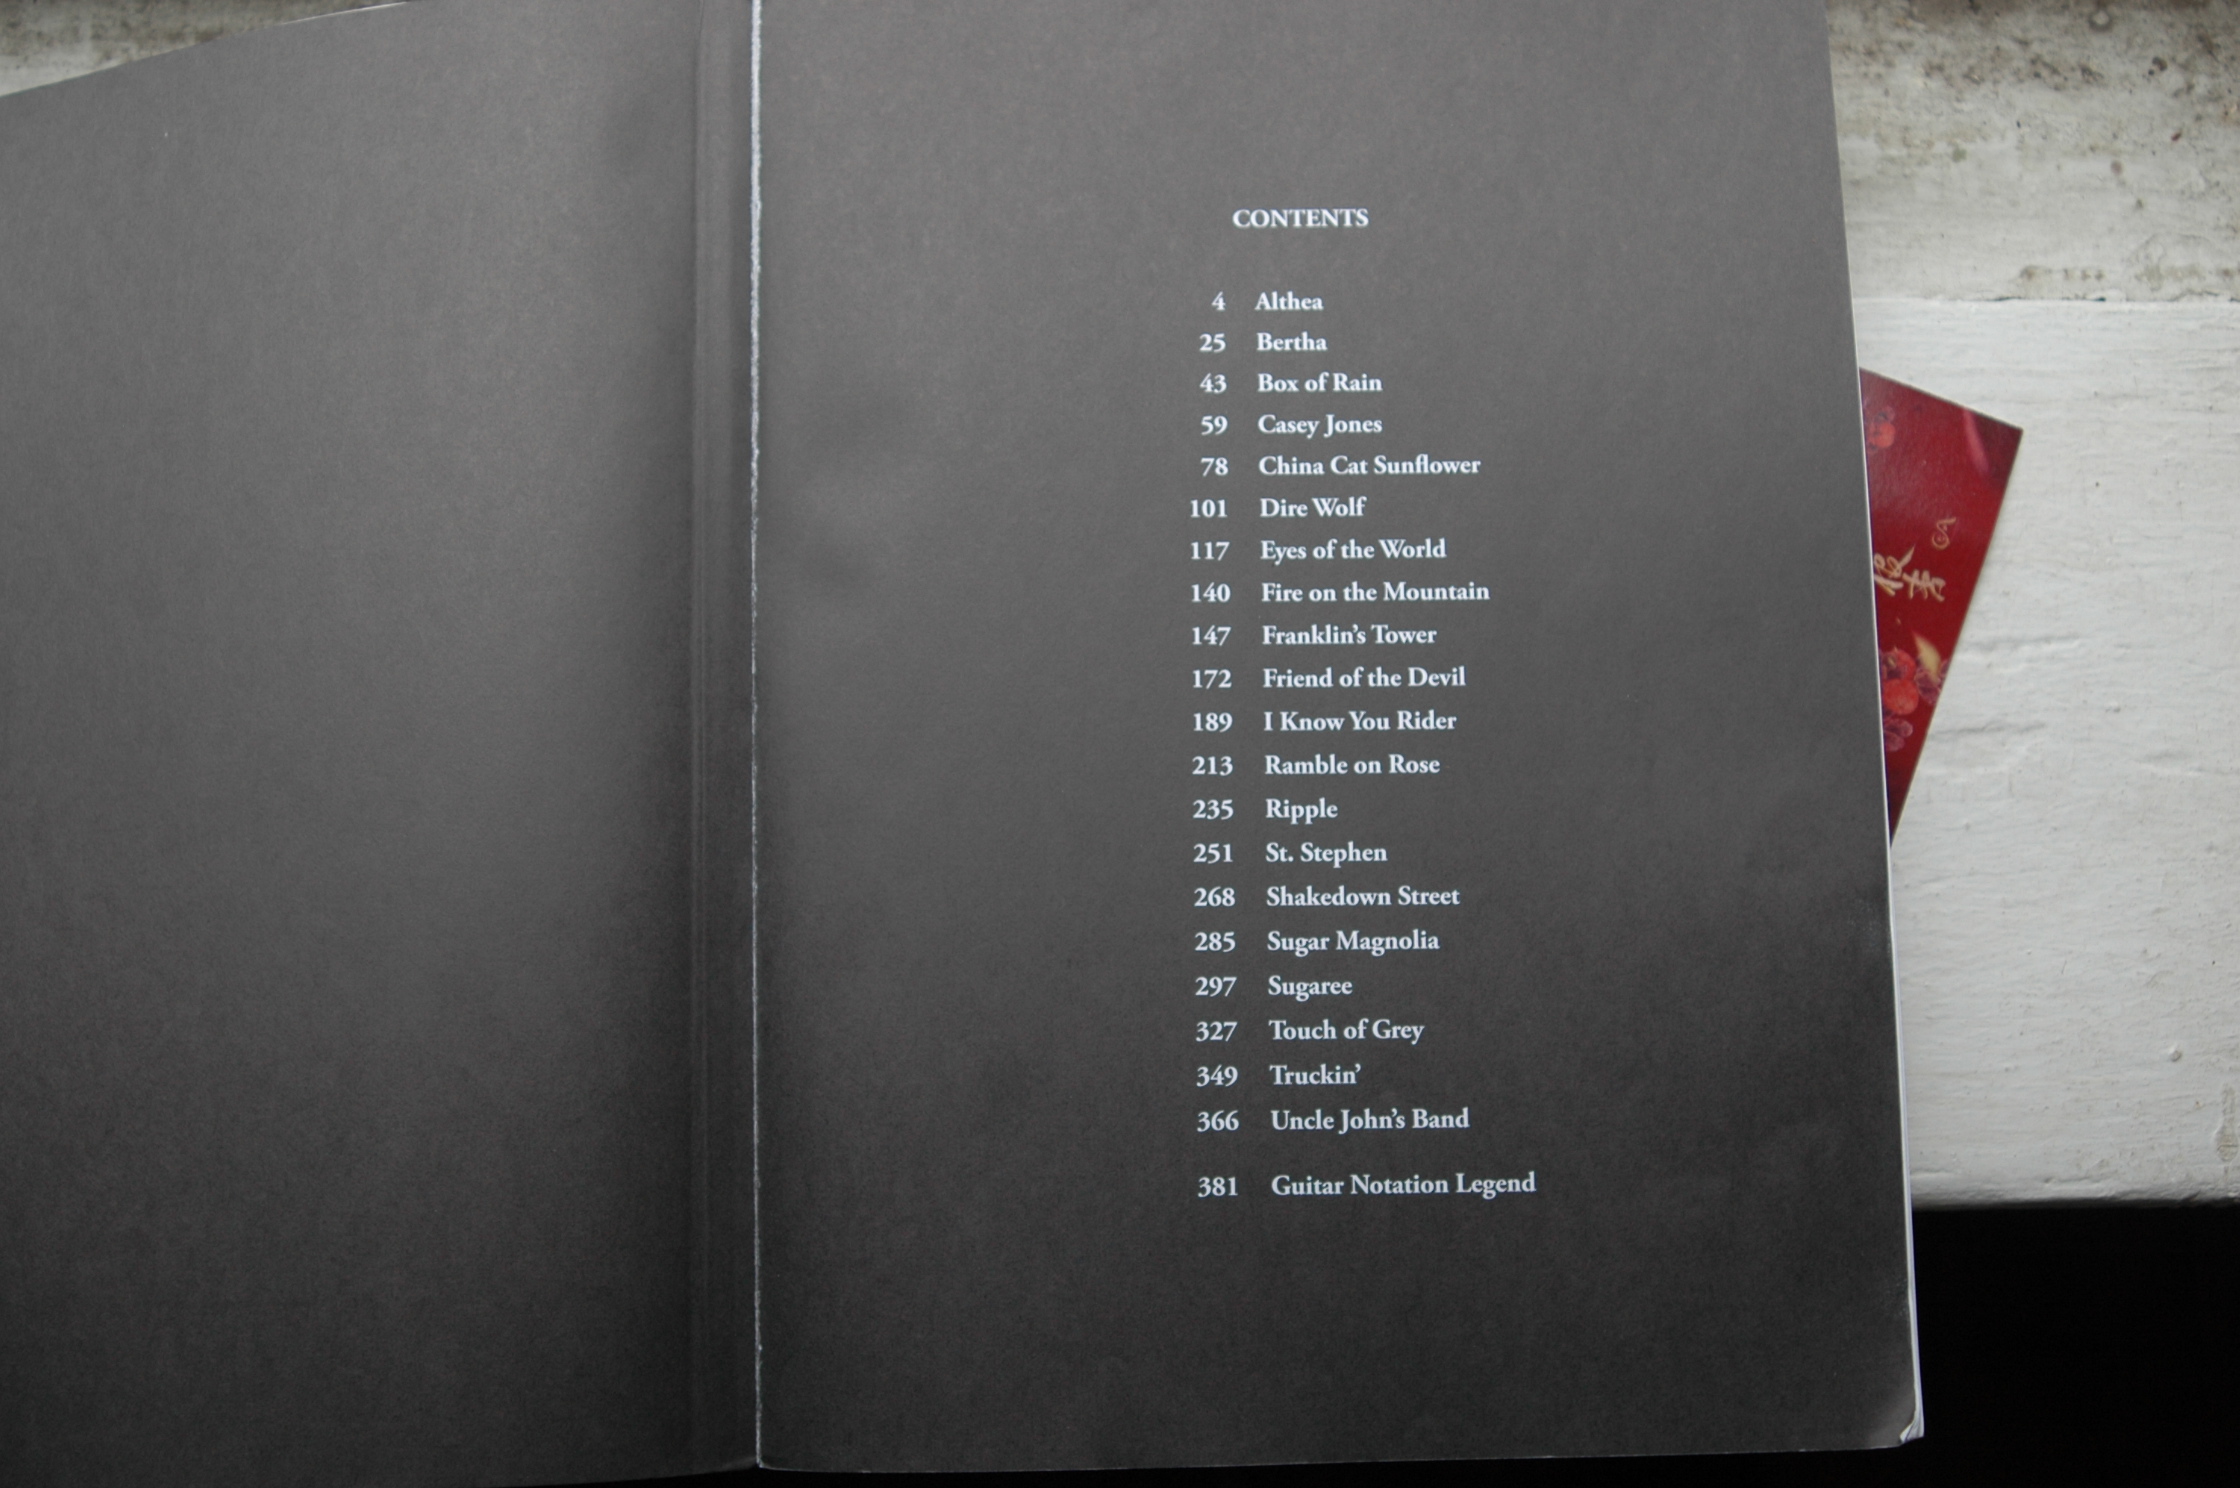 CONTENTS
4 Althea
25 Bertha
43 Box of Rain
59 Casey Jones
78 China Cat Sunflower
101 Dire Wolf
117 Eyes of the World
140 Fire on the Mountain
147 Franklin's Tower
172 Friend of the Devil
189 I Know You Rider
213 Ramble on Rose
235 Ripple
251 St. Stephen
268 Shakedown Street
285 Sugar Magnolia
297 Sugaree
327 Touch of Grey
349 Truckin'
366 Uncle John's Band
381 Guitar Notation Legend